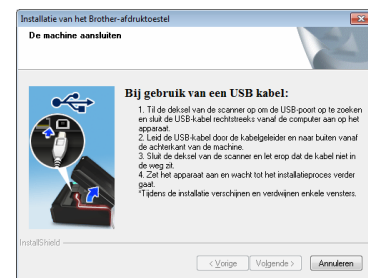 Installatie van het Brother-afdruktoestel
De machine aansluiten
Bij gebruik van een USB kabel:
1. Til de deksel van de scanner op om de USB-port op te zoeken
en sluit de USB-kabel rechtstreeks vanaf de computer aan op het
apparaat.
2. Leid de USB-kabel door de kabelgeleider en naar buiten vanaf
de achterkant van de machine.
3. Sluit de deksel van de scanner en let erop dat de kabel niet in
de weg zit.
4. Zet het apparaat aan en wacht tot het installatieproces verder
gaat.
*Tijdens de installatie verschijnen en verdwijnen enkele vensters.
InstallShield
< Vorige
Volgende >
Annuleren